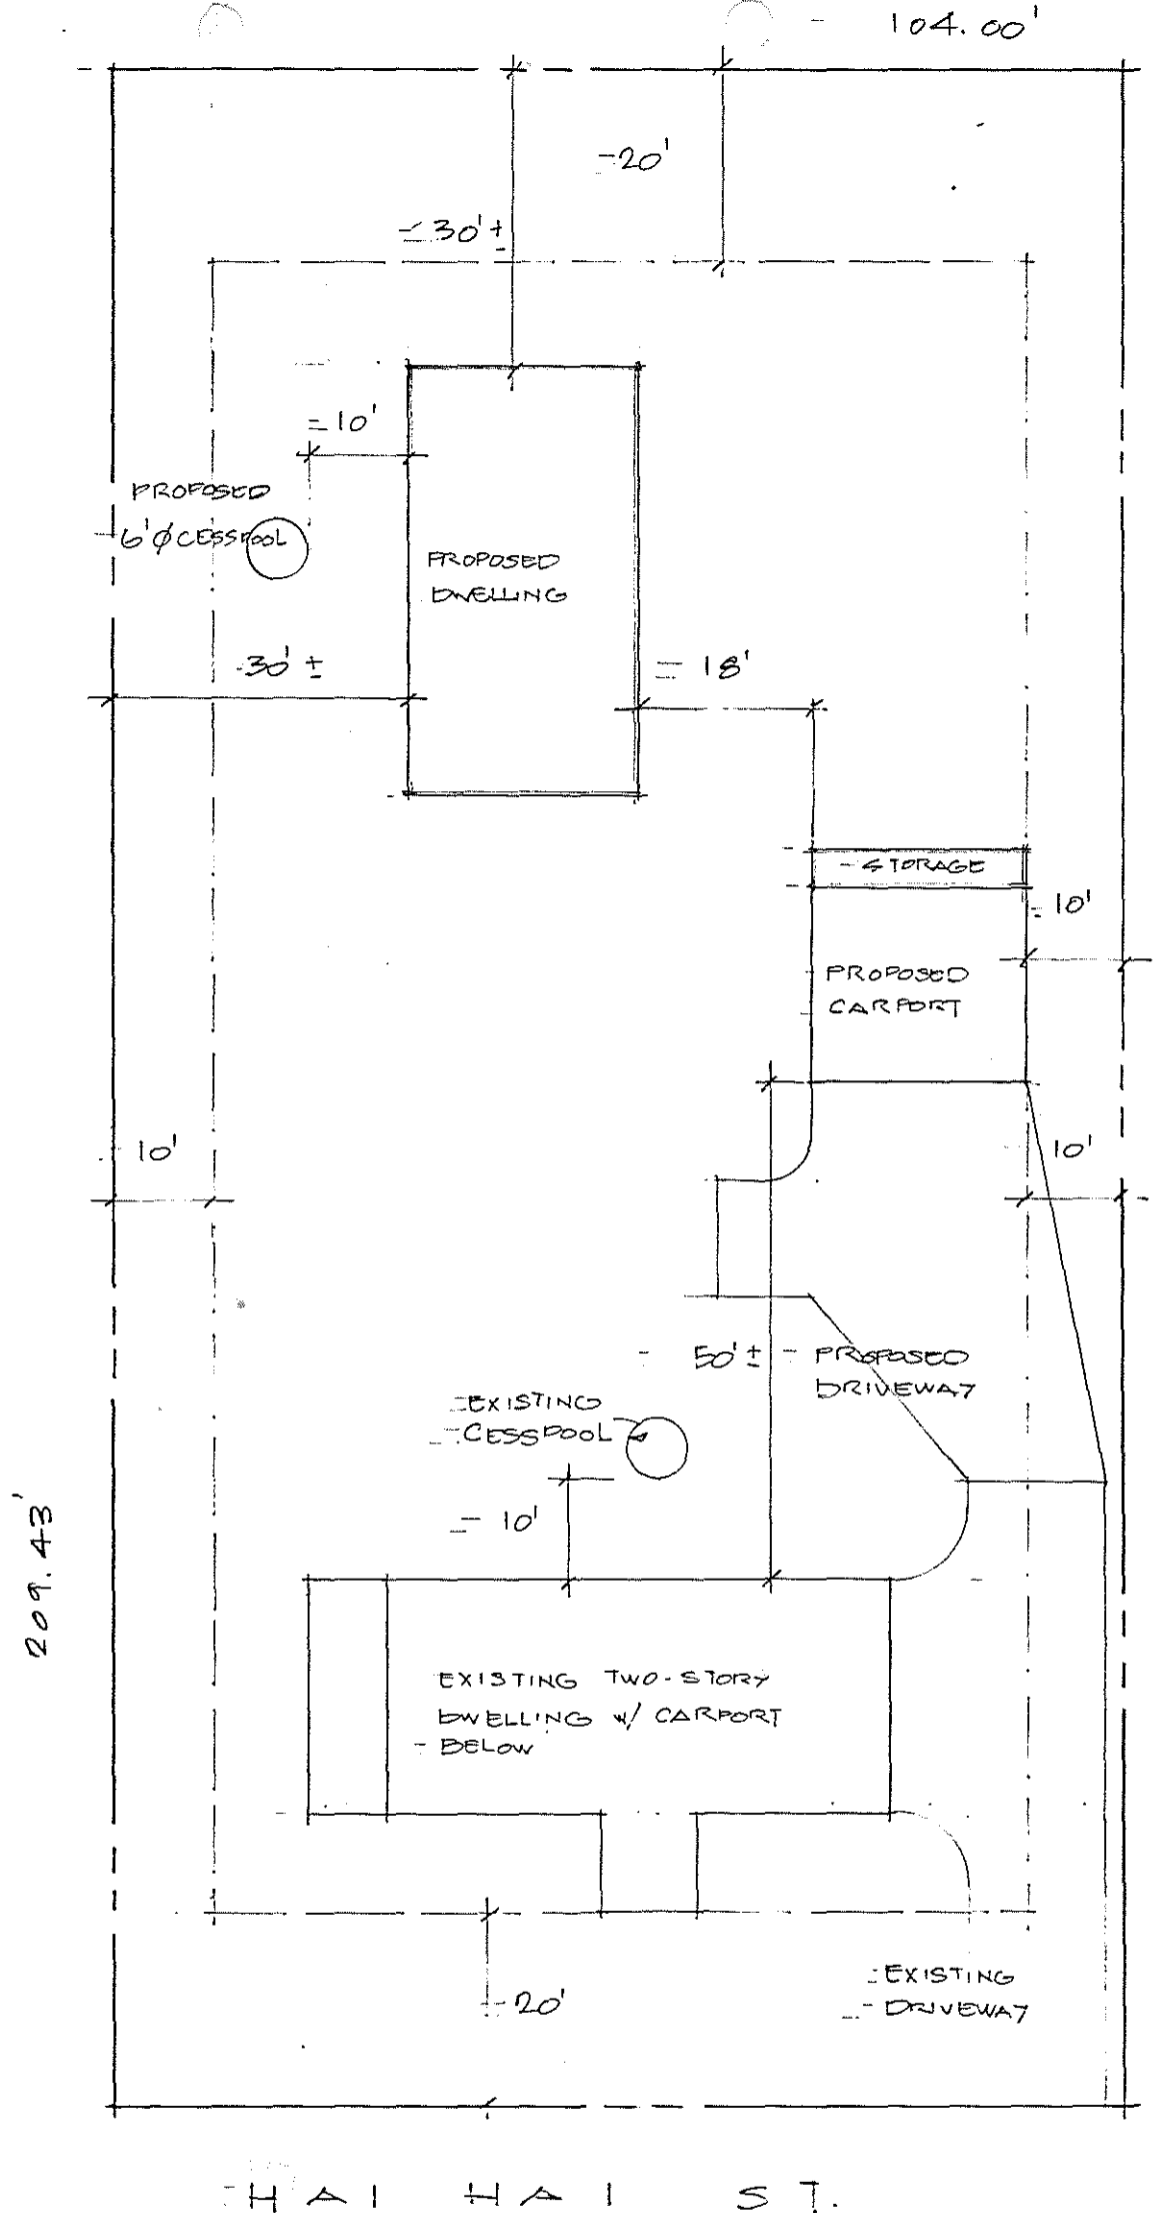 104.00'
20'
30'±
10'
PROPOSED
6'Ø CESSPOOL
PROPOSED
DWELLING
30'±
18'
STORAGE
10'
PROPOSED
CARPORT
10'
10'
50'±
PROPOSED
DRIVEWAY
EXISTING
CESSPOOL
10'
209.43'
EXISTING TWO-STORY
DWELLING W/ CARPORT
BELOW
20'
EXISTING
DRIVEWAY
HAI HAI ST.